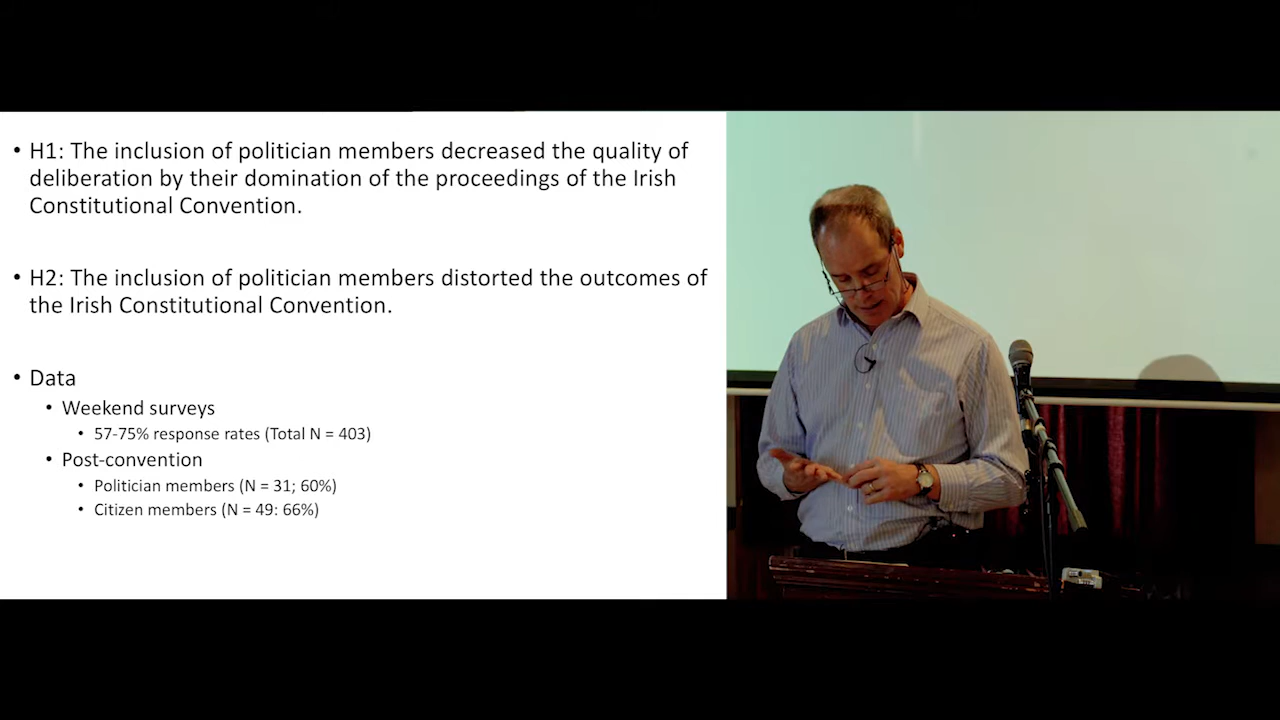 • H1: The inclusion of politician members decreased the quality of
deliberation by their domination of the proceedings of the Irish
Constitutional Convention.
• H2: The inclusion of politician members distorted the outcomes of
the Irish Constitutional Convention.
• Data
• Weekend surveys
• 57-75% response rates (Total N = 403)
• Post-convention
• Politician members (N = 31; 60%)
• Citizen members (N = 49: 66%)